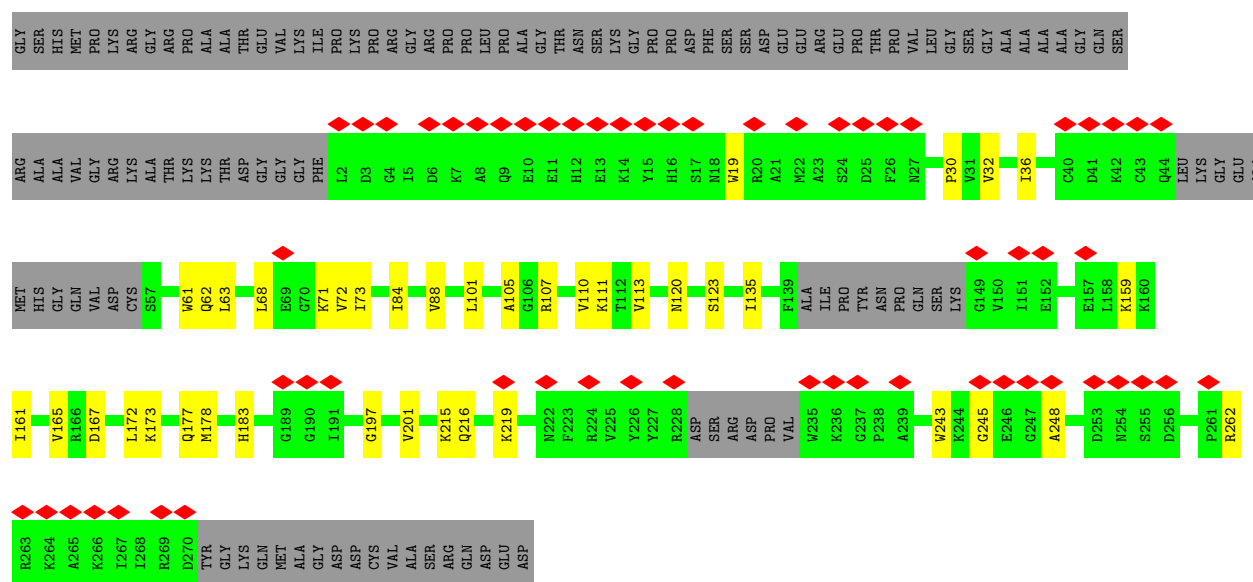 GLY SER HIS MET PRO LYS ARG GLY ARG PRO ALA ALA THR GLU VAL LYS ILE PRO LYS PRO ARG GLY ARG PRO PRO LEU PRO ALA GLY THR ASN SER LYS GLY PRO PRO ASP PHE SER SER ASP GLU GLU ARG GLU PRO THR PRO VAL LEU GLY SER GLY ALA ALA ALA ALA GLY GLN SER
ARG ALA ALA VAL GLY ARG LYS ALA THR LYS LYS THR ASP GLY GLY GLY PHE L2 D3 G4 I5 D6 K7 A8 Q9 E10 E11 H12 E13 K14 Y15 H16 S17 N18 W19 R20 A21 M22 A23 S24 D25 F26 N27 P30 V31 V32 I36 C40 D41 K42 C43 Q44 LEU LYS GLY GLU
MET HIS GLY GLN VAL ASP CYS S57 W61 Q62 L63 L68 E69 G70 K71 V72 I73 I84 V88 L101 A105 G106 R107 V110 K111 T112 V113 N120 S123 I135 F139 ALA ILE PRO TYR ASN PRO GLN SER LYS G149 V150 I151 E152 E157 L158 K159 K160
I161 V165 R166 D167 L172 K173 Q177 M178 H183 G189 G190 I191 G197 V201 K215 Q216 K219 N222 F223 R224 V225 Y226 Y227 R228 ASP SER ARG ASP PRO VAL W235 K236 G237 P238 A239 W243 K244 G245 E246 G247 A248 D253 N254 S255 D256 P261 R262
R263 K264 A265 K266 I267 I268 R269 D270 TYR GLY LYS GLN MET ALA GLY ASP ASP CYS VAL ALA SER ARG GLN ASP GLU ASP